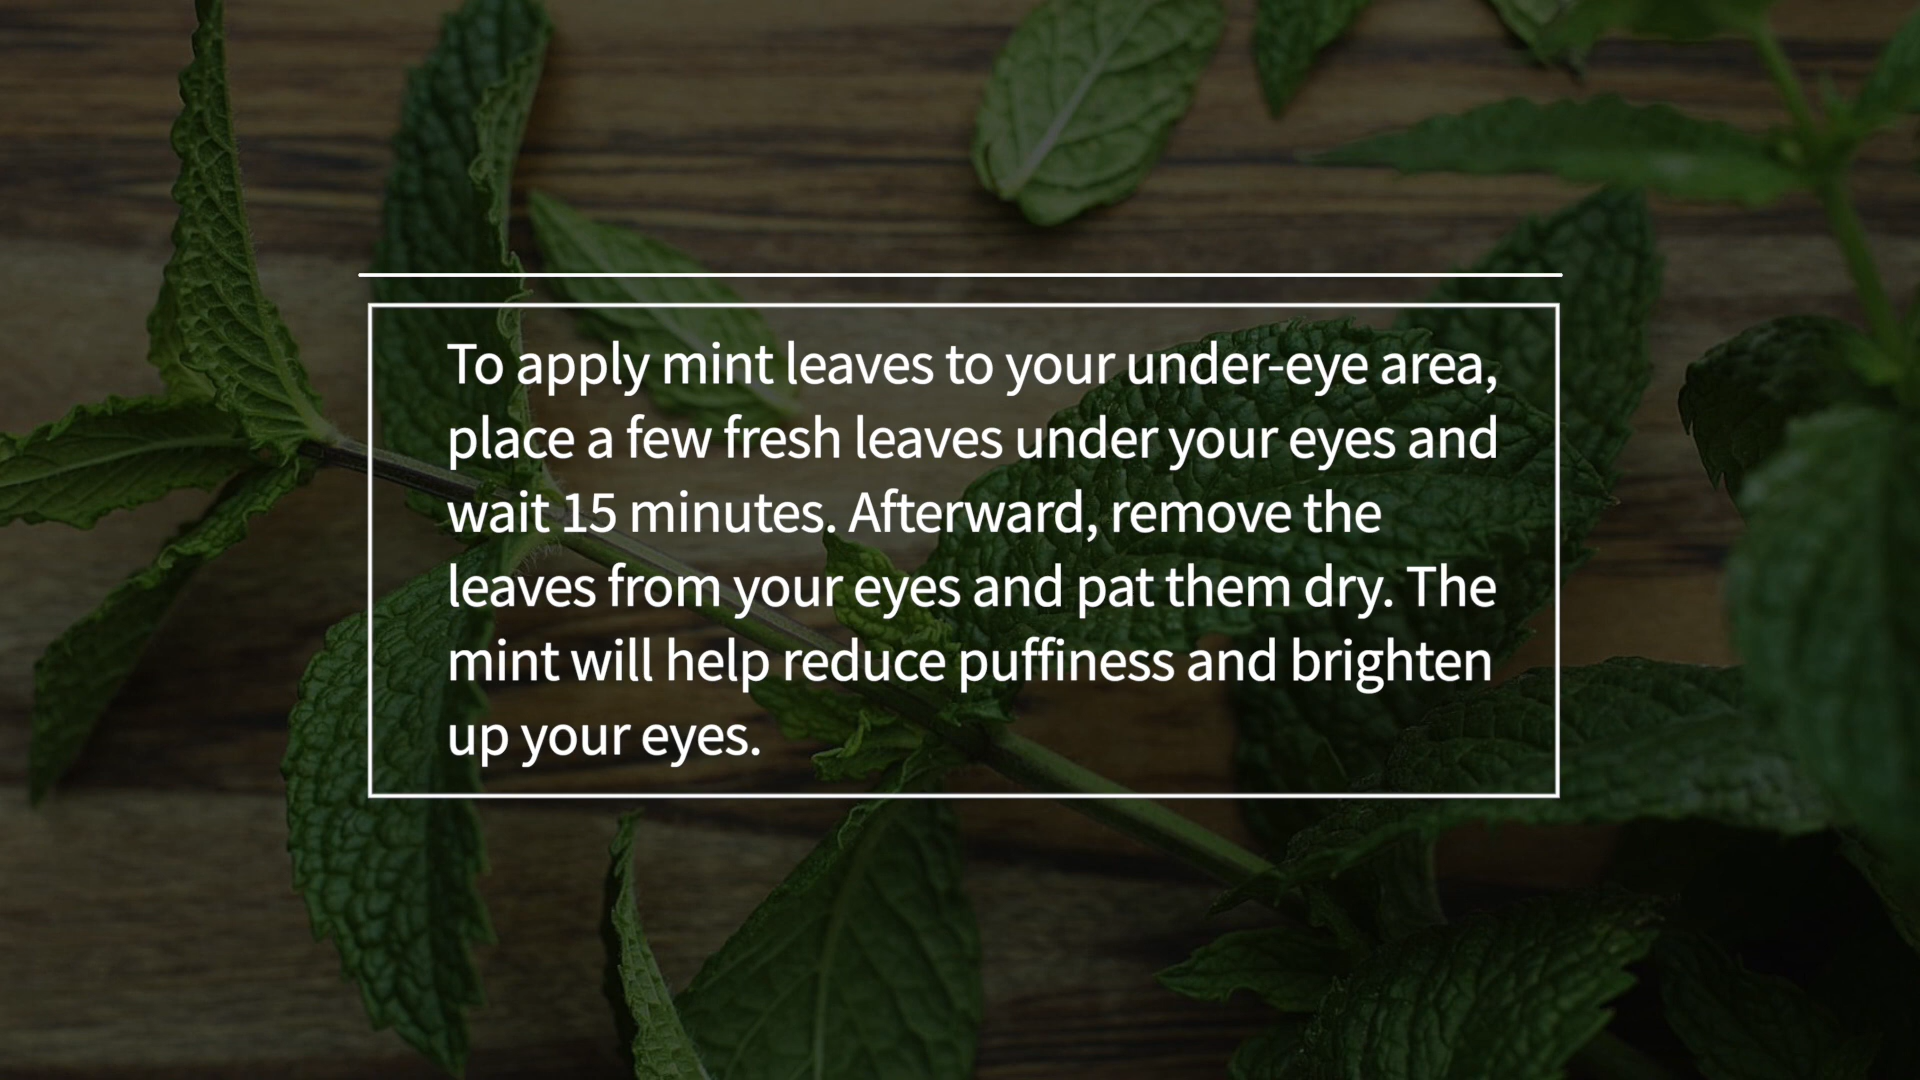 To apply mint leaves to your under-eye area,
place a few fresh leaves under your eyes and
wait 15 minutes. Afterward, remove the
leaves from your eyes and pat them dry. The
mint will help reduce puffiness and brighten
up your eyes.